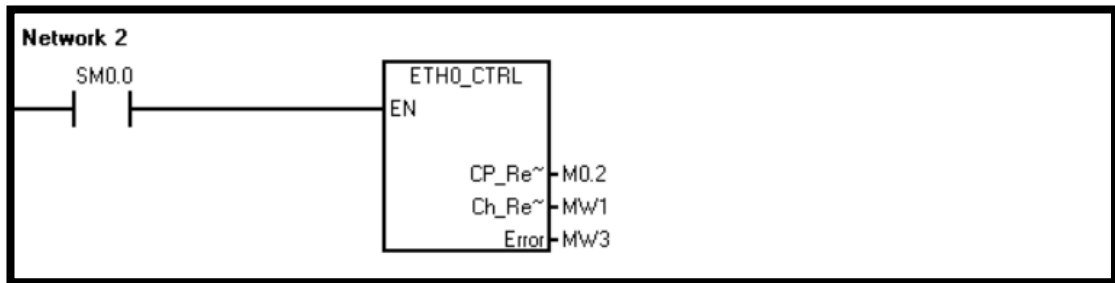 Network 2
SM0.0
ETH0_CTRL
EN
CP_Re~ M0.2
Ch_Re~ MW1
Error MW3